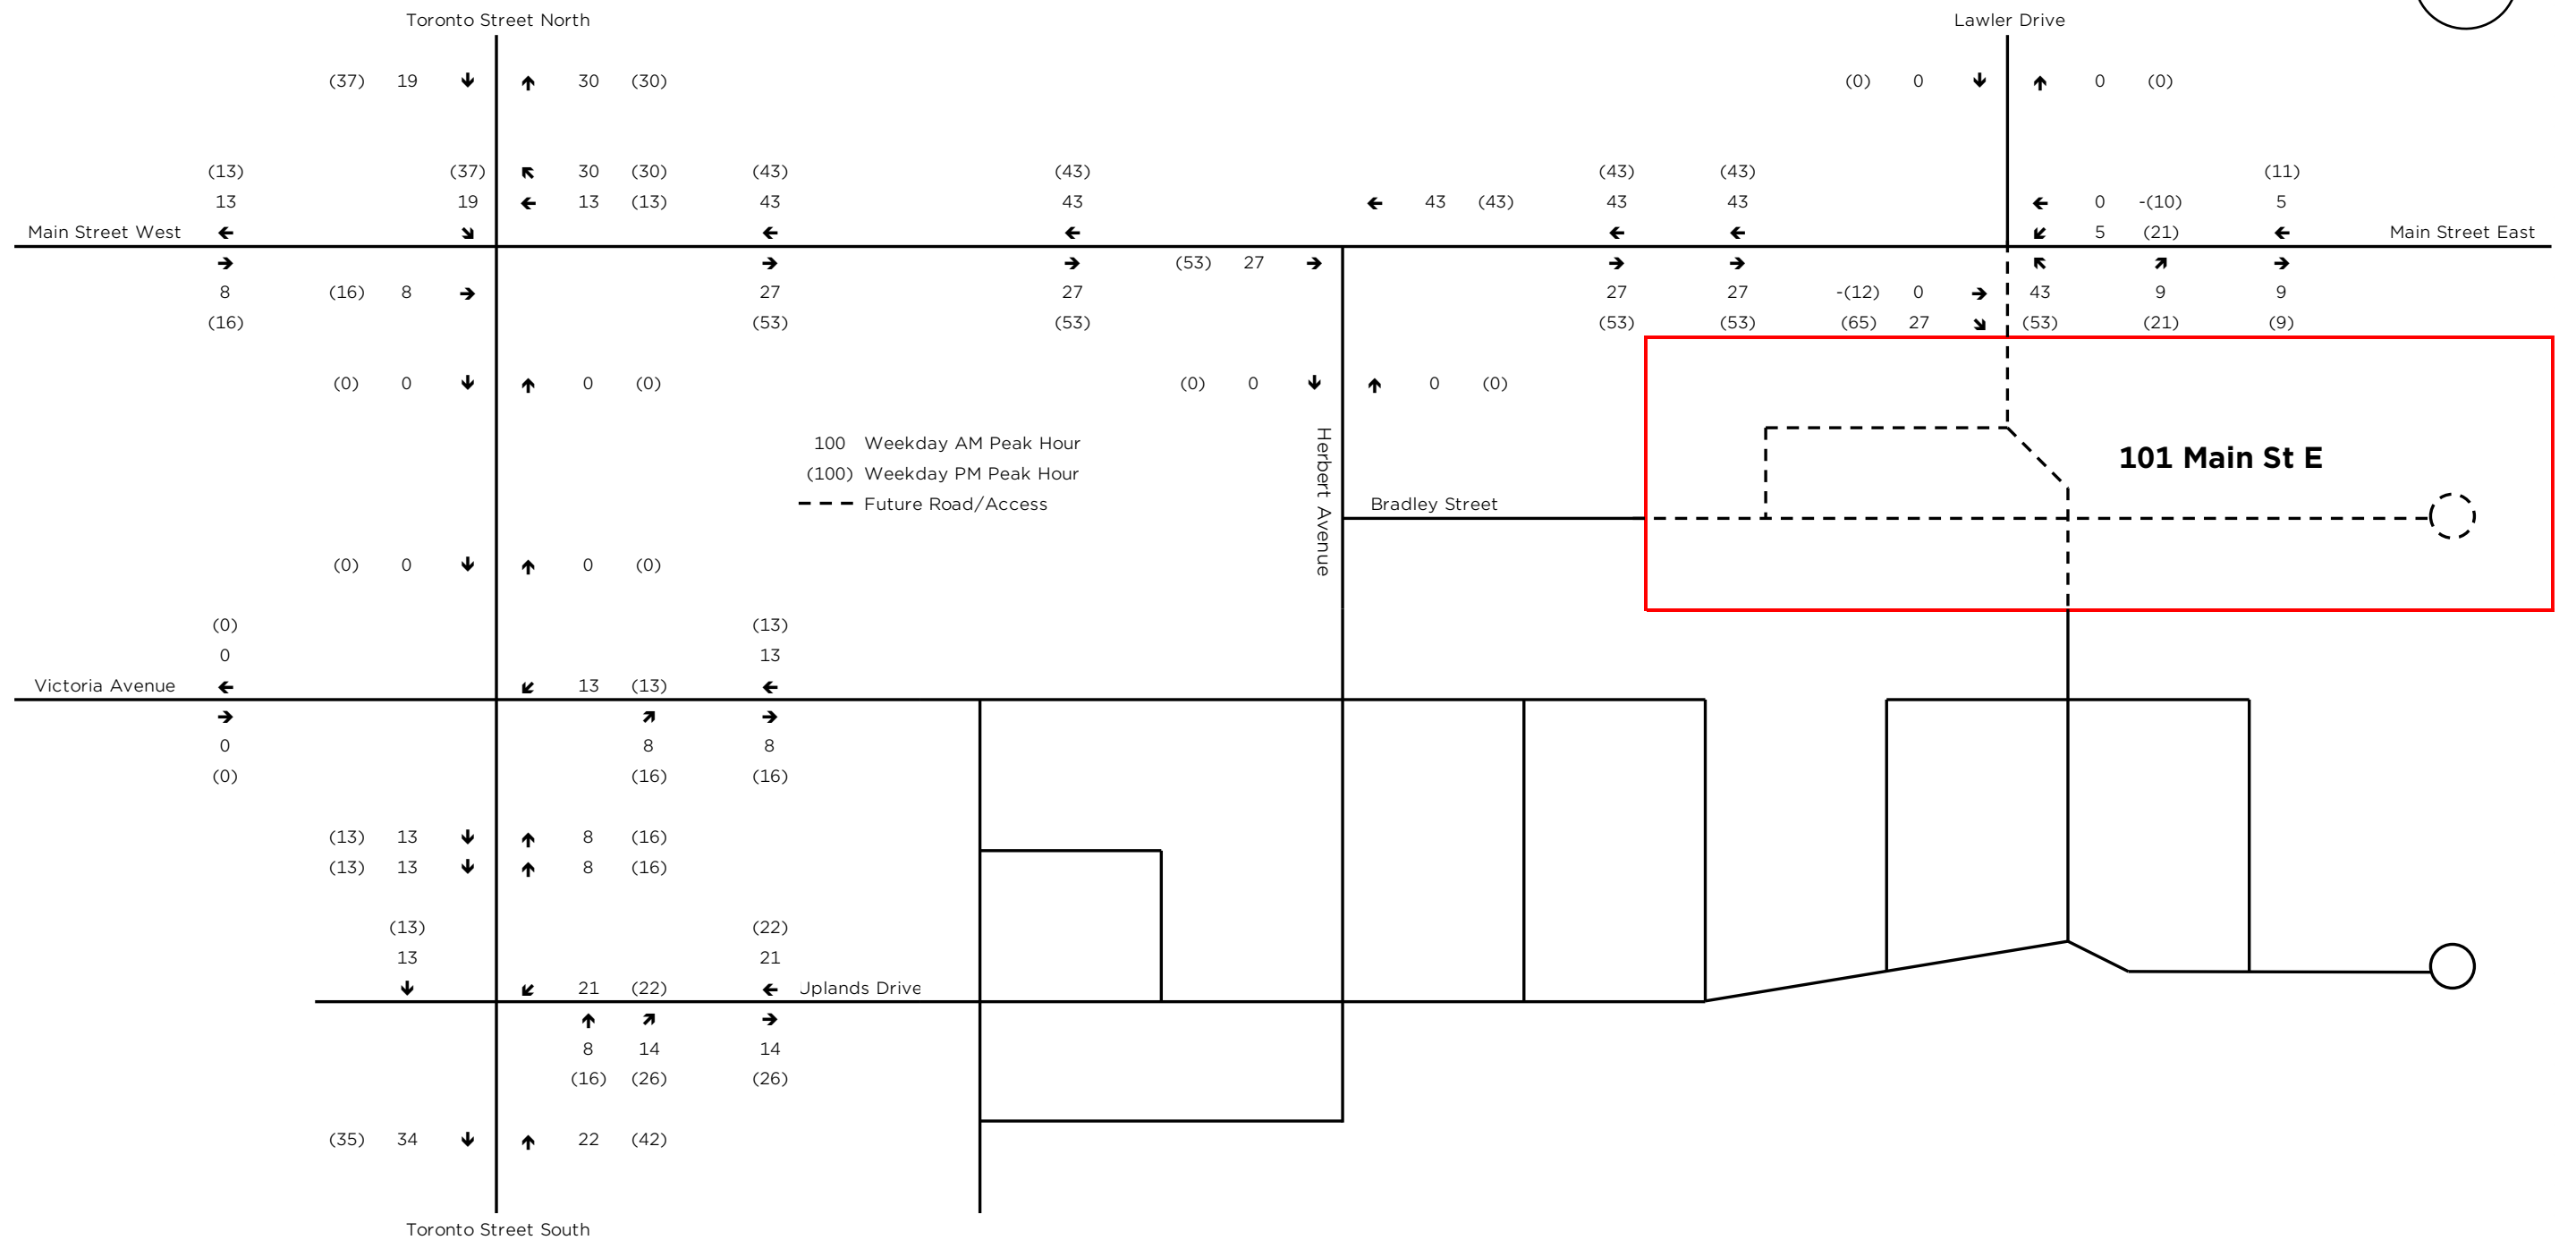 Toronto Street North Lawler Drive
(37) 19 30 (30) (0) 0 0 (0)
(13) (37) 30 (30) (43) (43) (43) (43) (11)
13 19 13 (13) 43 43 43 (43) 43 43 0 -(10) 5
Main Street West 5 (21) Main Street East
(53) 27
8 (16) 8 27 27 27 27 -(12) 0 43 9 9
(16) (53) (53) (53) (53) (65) 27 (53) (21) (9)
(0) 0 0 (0) (0) 0 0 (0)
100 Weekday AM Peak Hour
101 Main St E
(100) Weekday PM Peak Hour
Future Road/Access
Herbert Avenue
Bradley Street
(0) 0 0 (0)
(0) (13)
0 13
Victoria Avenue 13 (13)
0 8 8
(0) (16) (16)
(13) 13 8 (16)
(13) 13 8 (16)
(13) (22)
13 21
21 (22) Uplands Drive
8 14 14
(16) (26) (26)
(35) 34 22 (42)
Toronto Street South